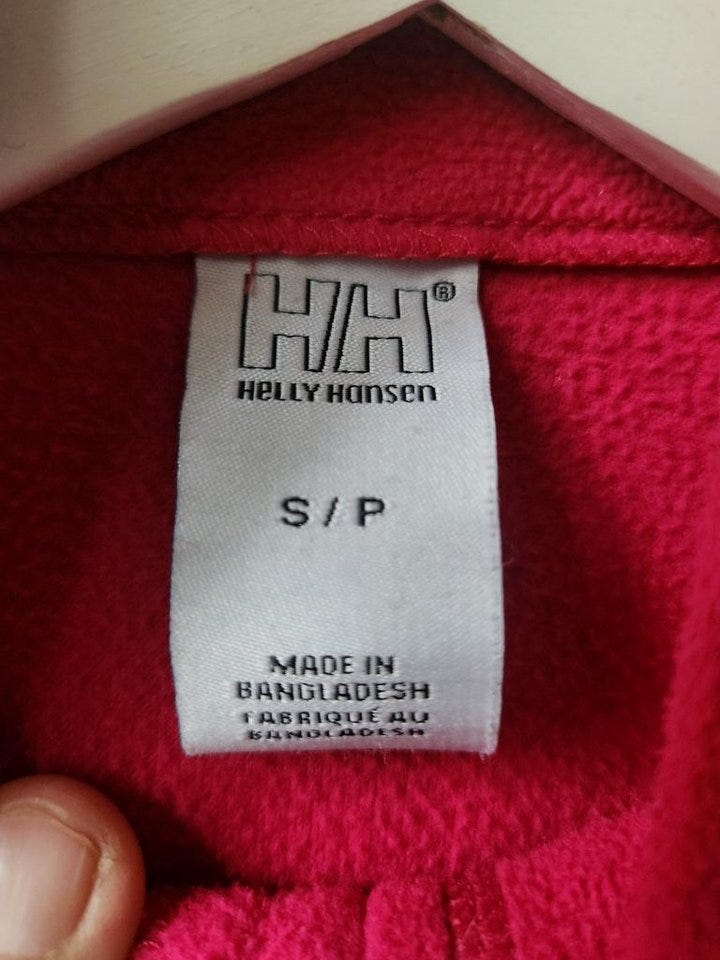 HH®
HELLY HANSEN
S / P
MADE IN
BANGLADESH
FABRIQUÉ AU
BANGLADESH